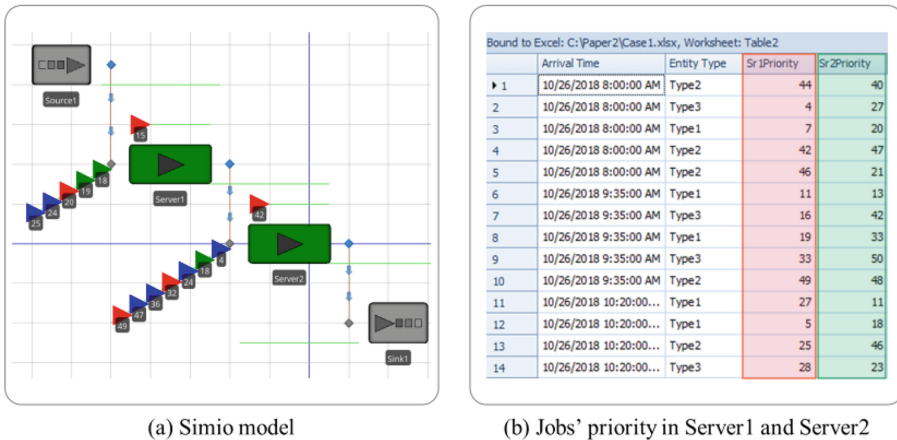 Source1
15
18
19
20
24
25
Server1
42
4
18
24
32
36
47
49
Server2
Sink1
(a) Simio model
Bound to Excel: C:\Paper2\Case1.xlsx, Worksheet: Table2
Arrival Time Entity Type Sr1Priority Sr2Priority
1 10/26/2018 8:00:00 AM Type2 44 40
2 10/26/2018 8:00:00 AM Type3 4 27
3 10/26/2018 8:00:00 AM Type1 7 20
4 10/26/2018 8:00:00 AM Type2 42 47
5 10/26/2018 8:00:00 AM Type2 46 21
6 10/26/2018 9:35:00 AM Type1 11 13
7 10/26/2018 9:35:00 AM Type3 16 42
8 10/26/2018 9:35:00 AM Type1 19 33
9 10/26/2018 9:35:00 AM Type3 33 50
10 10/26/2018 9:35:00 AM Type2 49 48
11 10/26/2018 10:20:00... Type1 27 11
12 10/26/2018 10:20:00... Type1 5 18
13 10/26/2018 10:20:00... Type2 25 46
14 10/26/2018 10:20:00... Type3 28 23
(b) Jobs' priority in Server1 and Server2